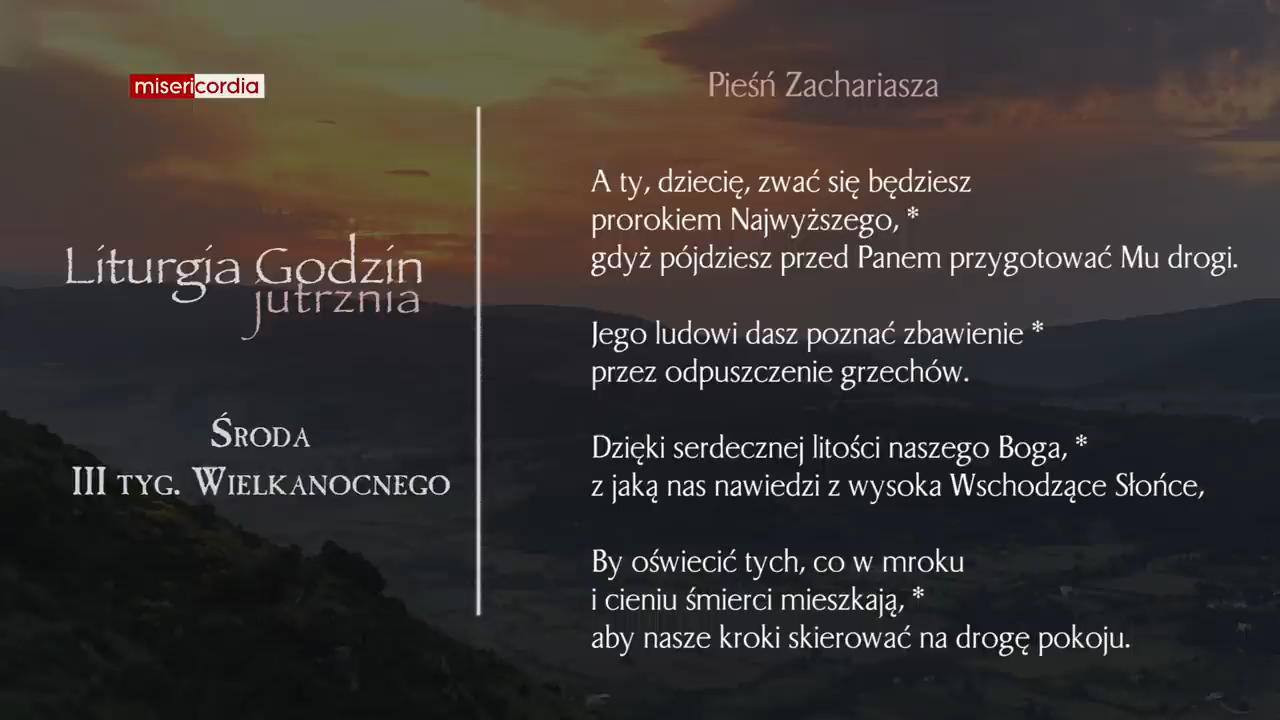 misericordia
Liturgia Godzin
jutrznia
Środa
III tyg. Wielkanocnego
Pieśń Zachariasza
A ty, dziecię, zwać się będziesz
prorokiem Najwyższego, *
gdyż pójdziesz przed Panem przygotować Mu drogi.
Jego ludowi dasz poznać zbawienie *
przez odpuszczenie grzechów.
Dzięki serdecznej litości naszego Boga, *
z jaką nas nawiedzi z wysoka Wschodzące Słońce,
By oświecić tych, co w mroku
i cieniu śmierci mieszkają, *
aby nasze kroki skierować na drogę pokoju.